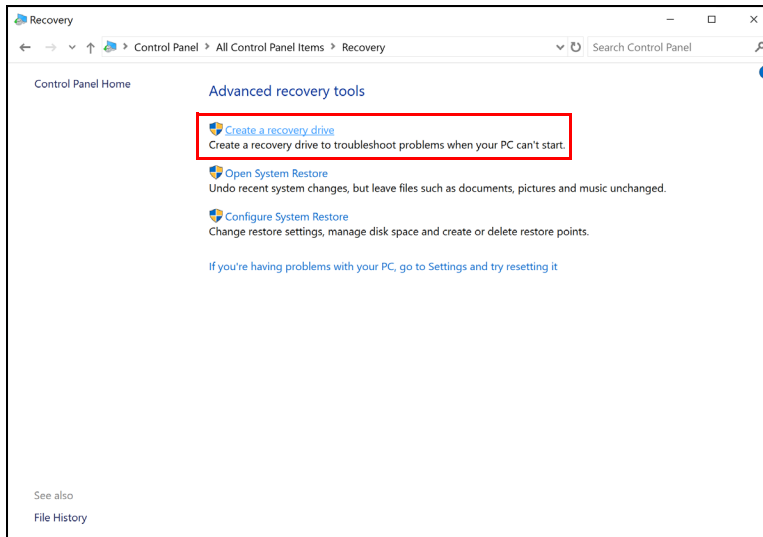 Recovery
Control Panel > All Control Panel Items > Recovery
Search Control Panel
Control Panel Home
Advanced recovery tools
Create a recovery drive
Create a recovery drive to troubleshoot problems when your PC can't start.
Open System Restore
Undo recent system changes, but leave files such as documents, pictures and music unchanged.
Configure System Restore
Change restore settings, manage disk space and create or delete restore points.
If you're having problems with your PC, go to Settings and try resetting it
See also
File History